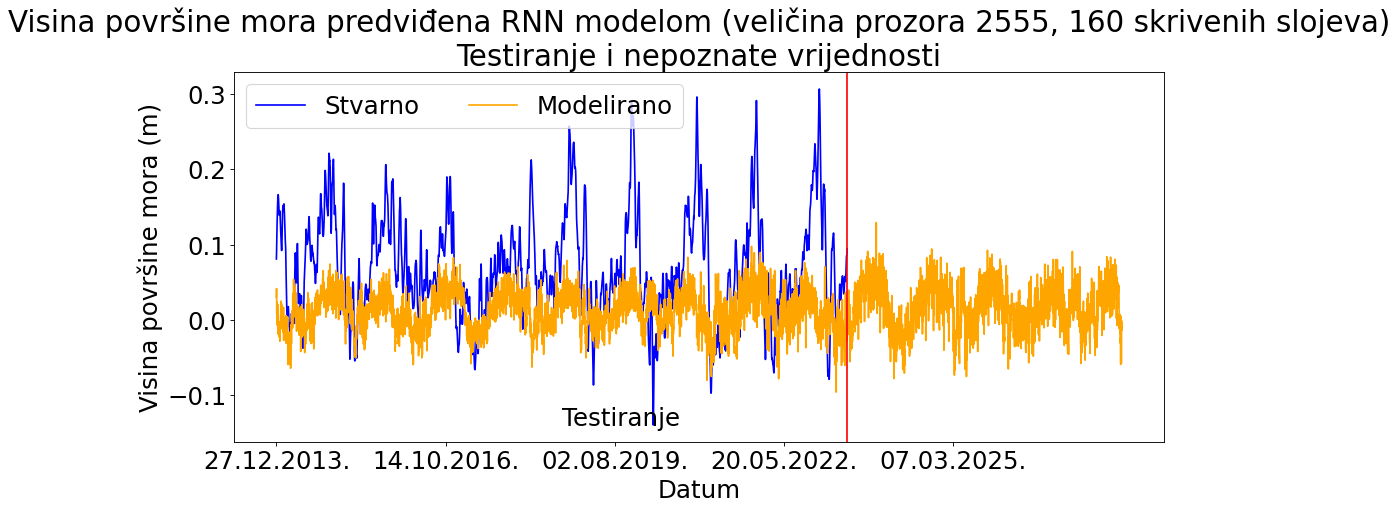 Visina površine mora predviđena RNN modelom (veličina prozora 2555, 160 skrivenih slojeva)
Testiranje i nepoznate vrijednosti
Stvarno Modelirano
Visina površine mora (m)
0.3
0.2
0.1
0.0
−0.1
Testiranje
27.12.2013. 14.10.2016. 02.08.2019. 20.05.2022. 07.03.2025.
Datum